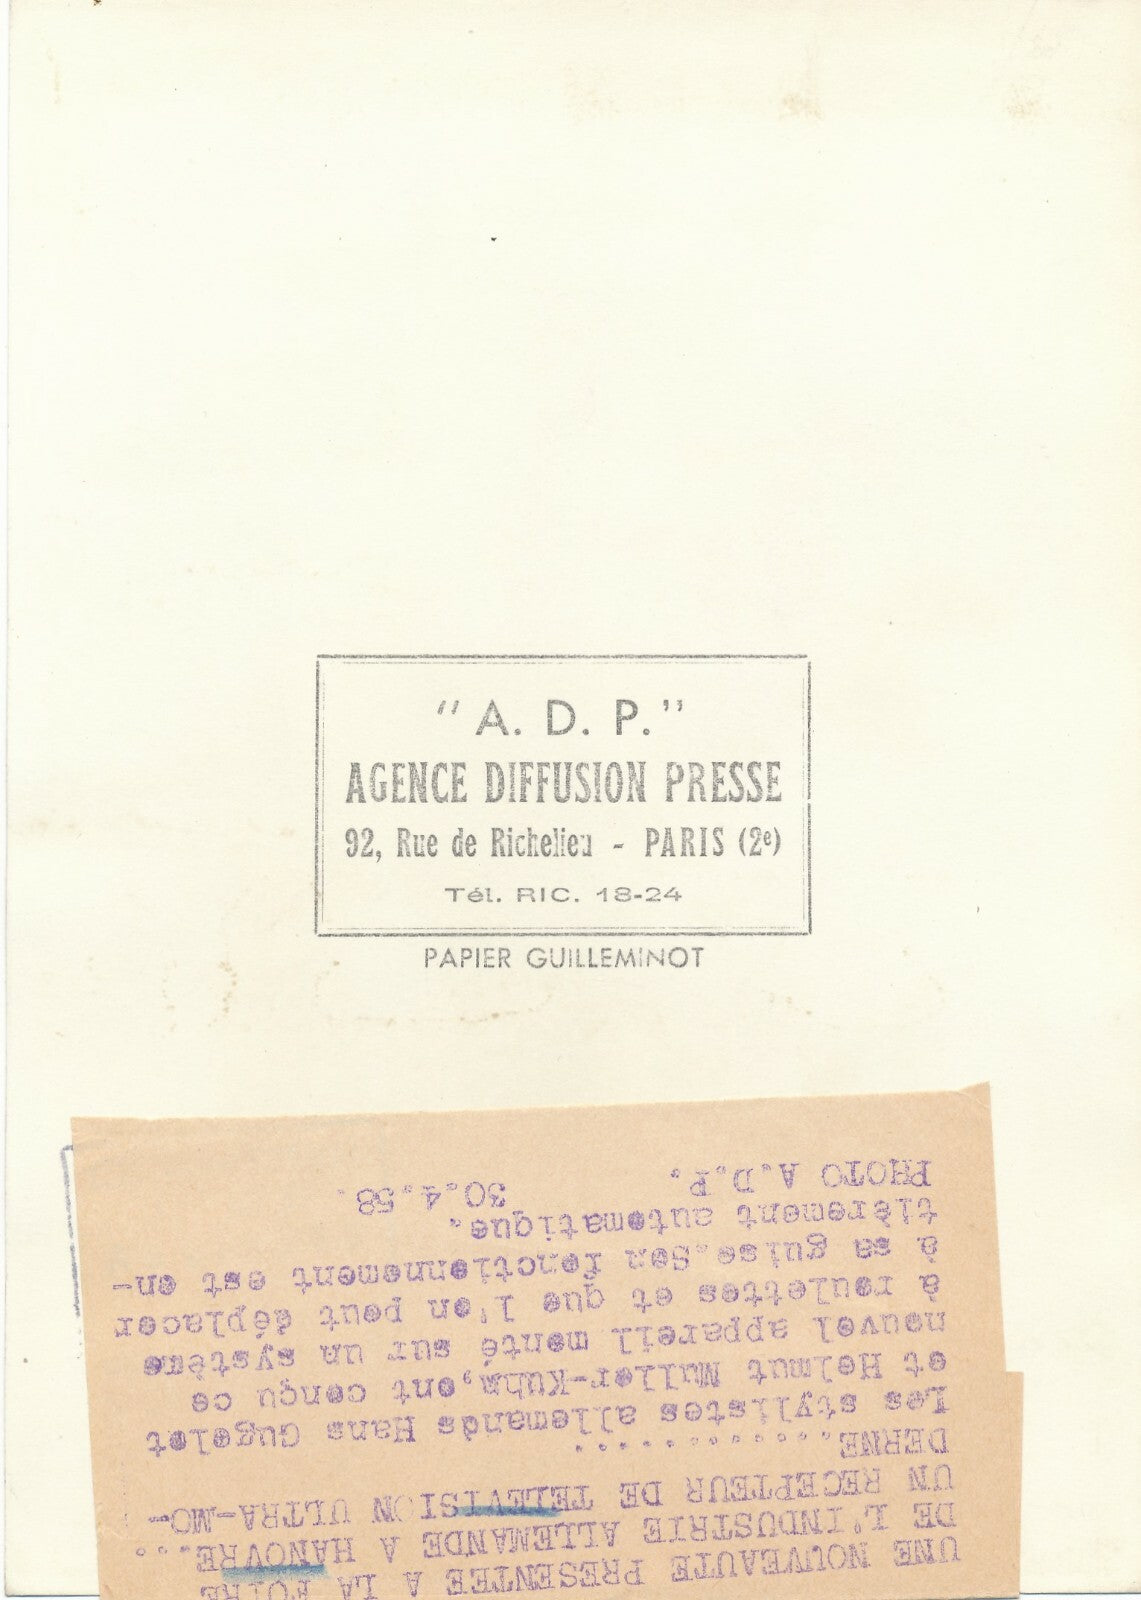 " A. D. P. "
AGENCE DIFFUSION PRESSE
92, Rue de Richelieu - PARIS (2e)
Tél. RIC. 18-24
PAPIER GUILLEMINOT
UNE NOUVEAUTE PRESENTEE A LA FOIRE
DE L'INDUSTRIE ALLEMANDE A HANOVRE...
UN RECEPTEUR DE TELEVISION ULTRA-MO-
DERNE..............
Les stylistes allemands Hans Gugelot
et Helmut Muller-Kuhn, ont conçu ce
nouvel appareil monté sur un système
à roulettes et que l'on peut déplacer
à sa guise. Son fonctionnement est en-
tièrement automatique.
PHOTO A.D.P. 30.4.58.